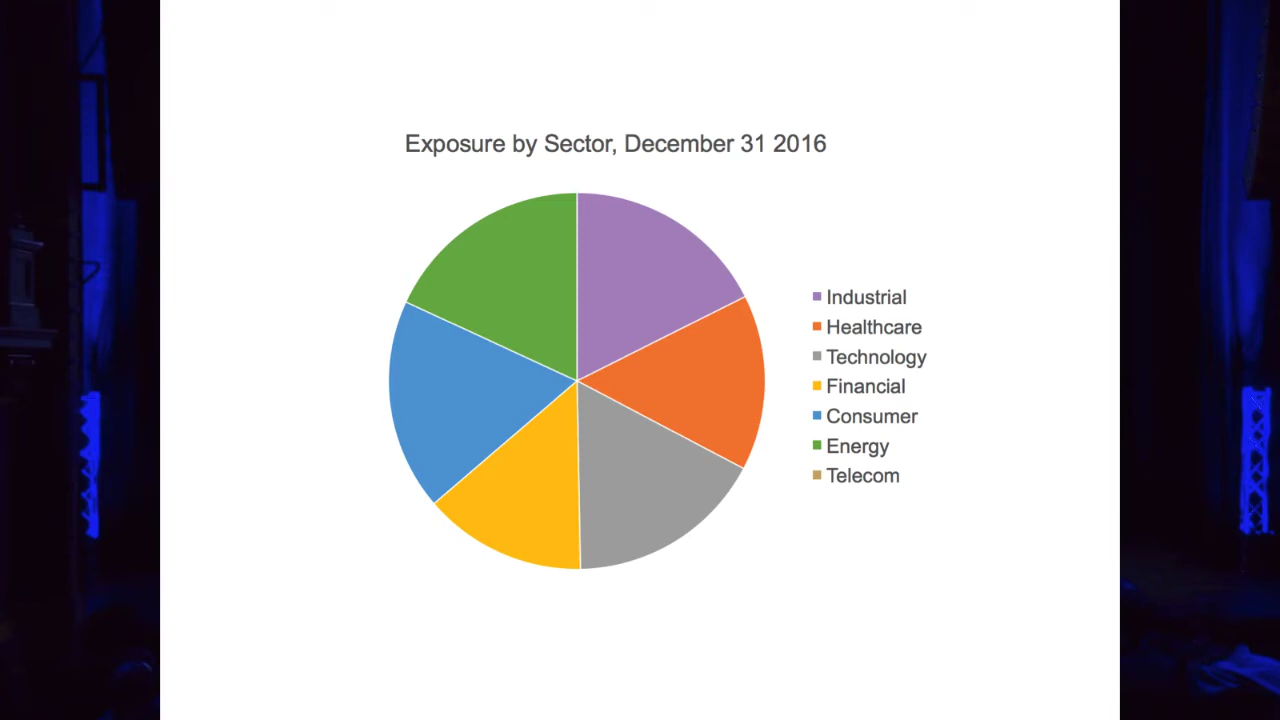 Exposure by Sector, December 31 2016
Industrial
Healthcare
Technology
Financial
Consumer
Energy
Telecom